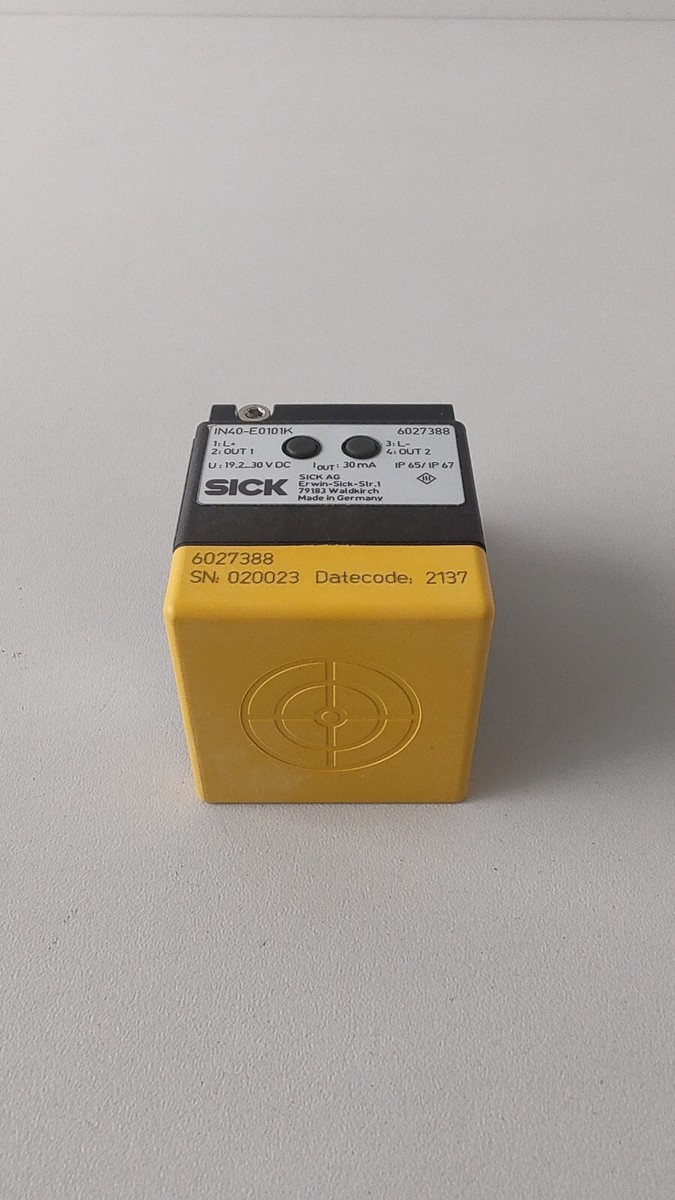 IN40-E0101K 6027388
1: L+ 3: L-
2: OUT 1 4: OUT 2
U: 19,2...30 V DC IOUT: 30 mA IP 65/ IP 67
SICK
SICK AG
Erwin-Sick-Str.1
79183 Waldkirch
Made in Germany
6027388
SN: 020023 Datecode: 2137